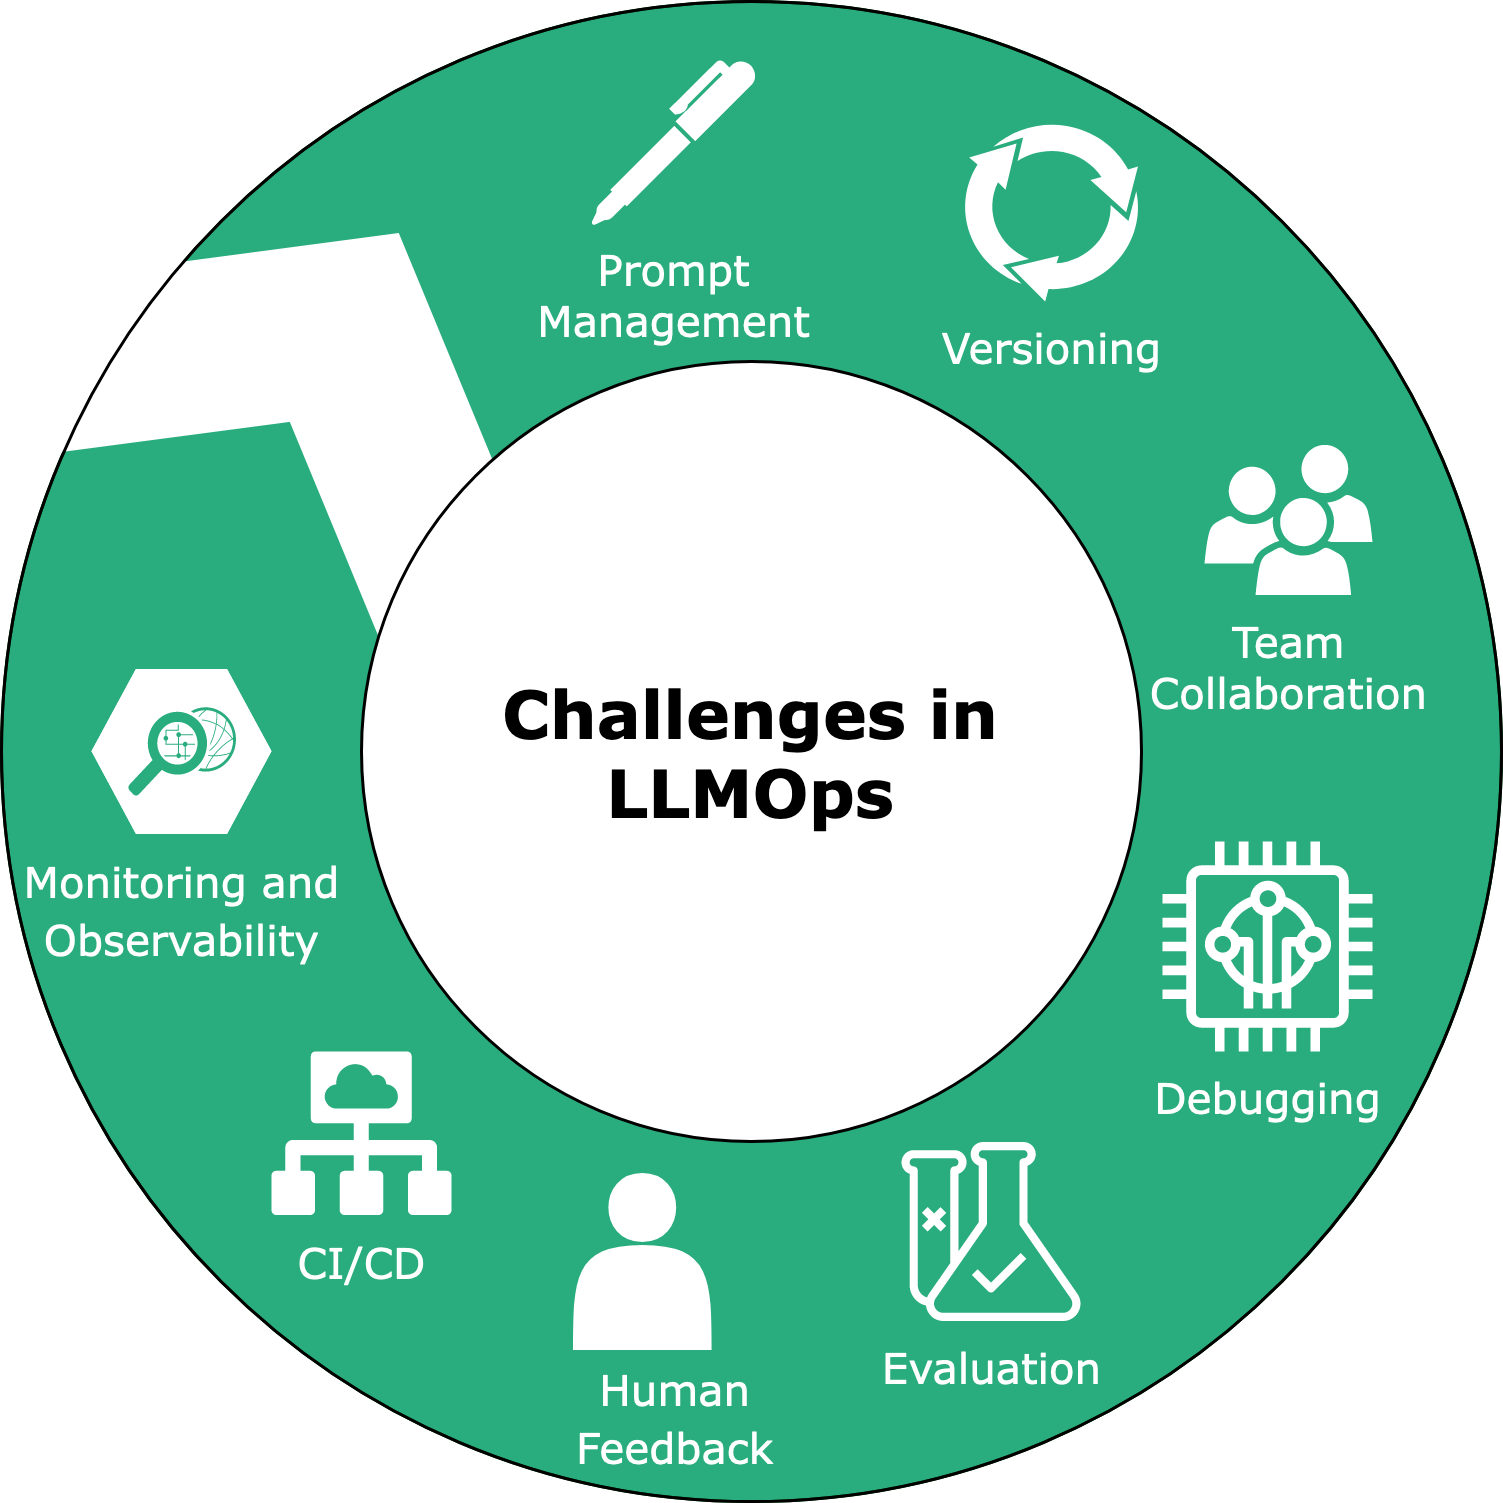 Prompt
Management
Versioning
Team
Collaboration
Debugging
Evaluation
Human
Feedback
CI/CD
Monitoring and
Observability
Challenges in
LLMOps